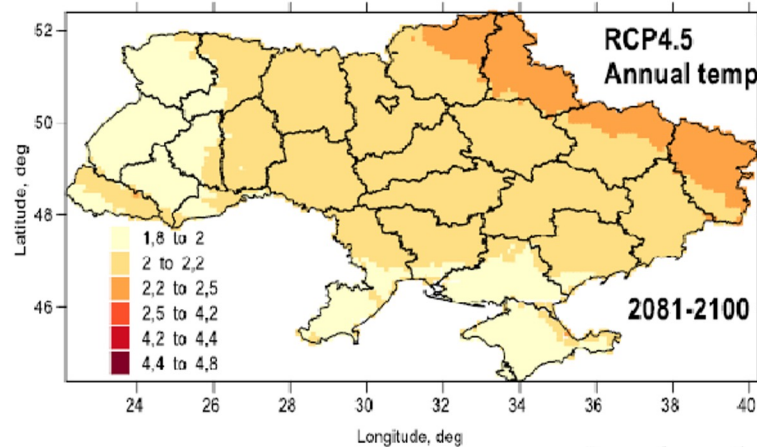 RCP4.5
Annual temp
52
50
48
46
Latitude, deg
1,8 to 2
2 to 2,2
2,2 to 2,5
2,5 to 4,2
4,2 to 4,4
4,4 to 4,8
2081-2100
24 26 28 30 32 34 36 38 40
Longitude, deg